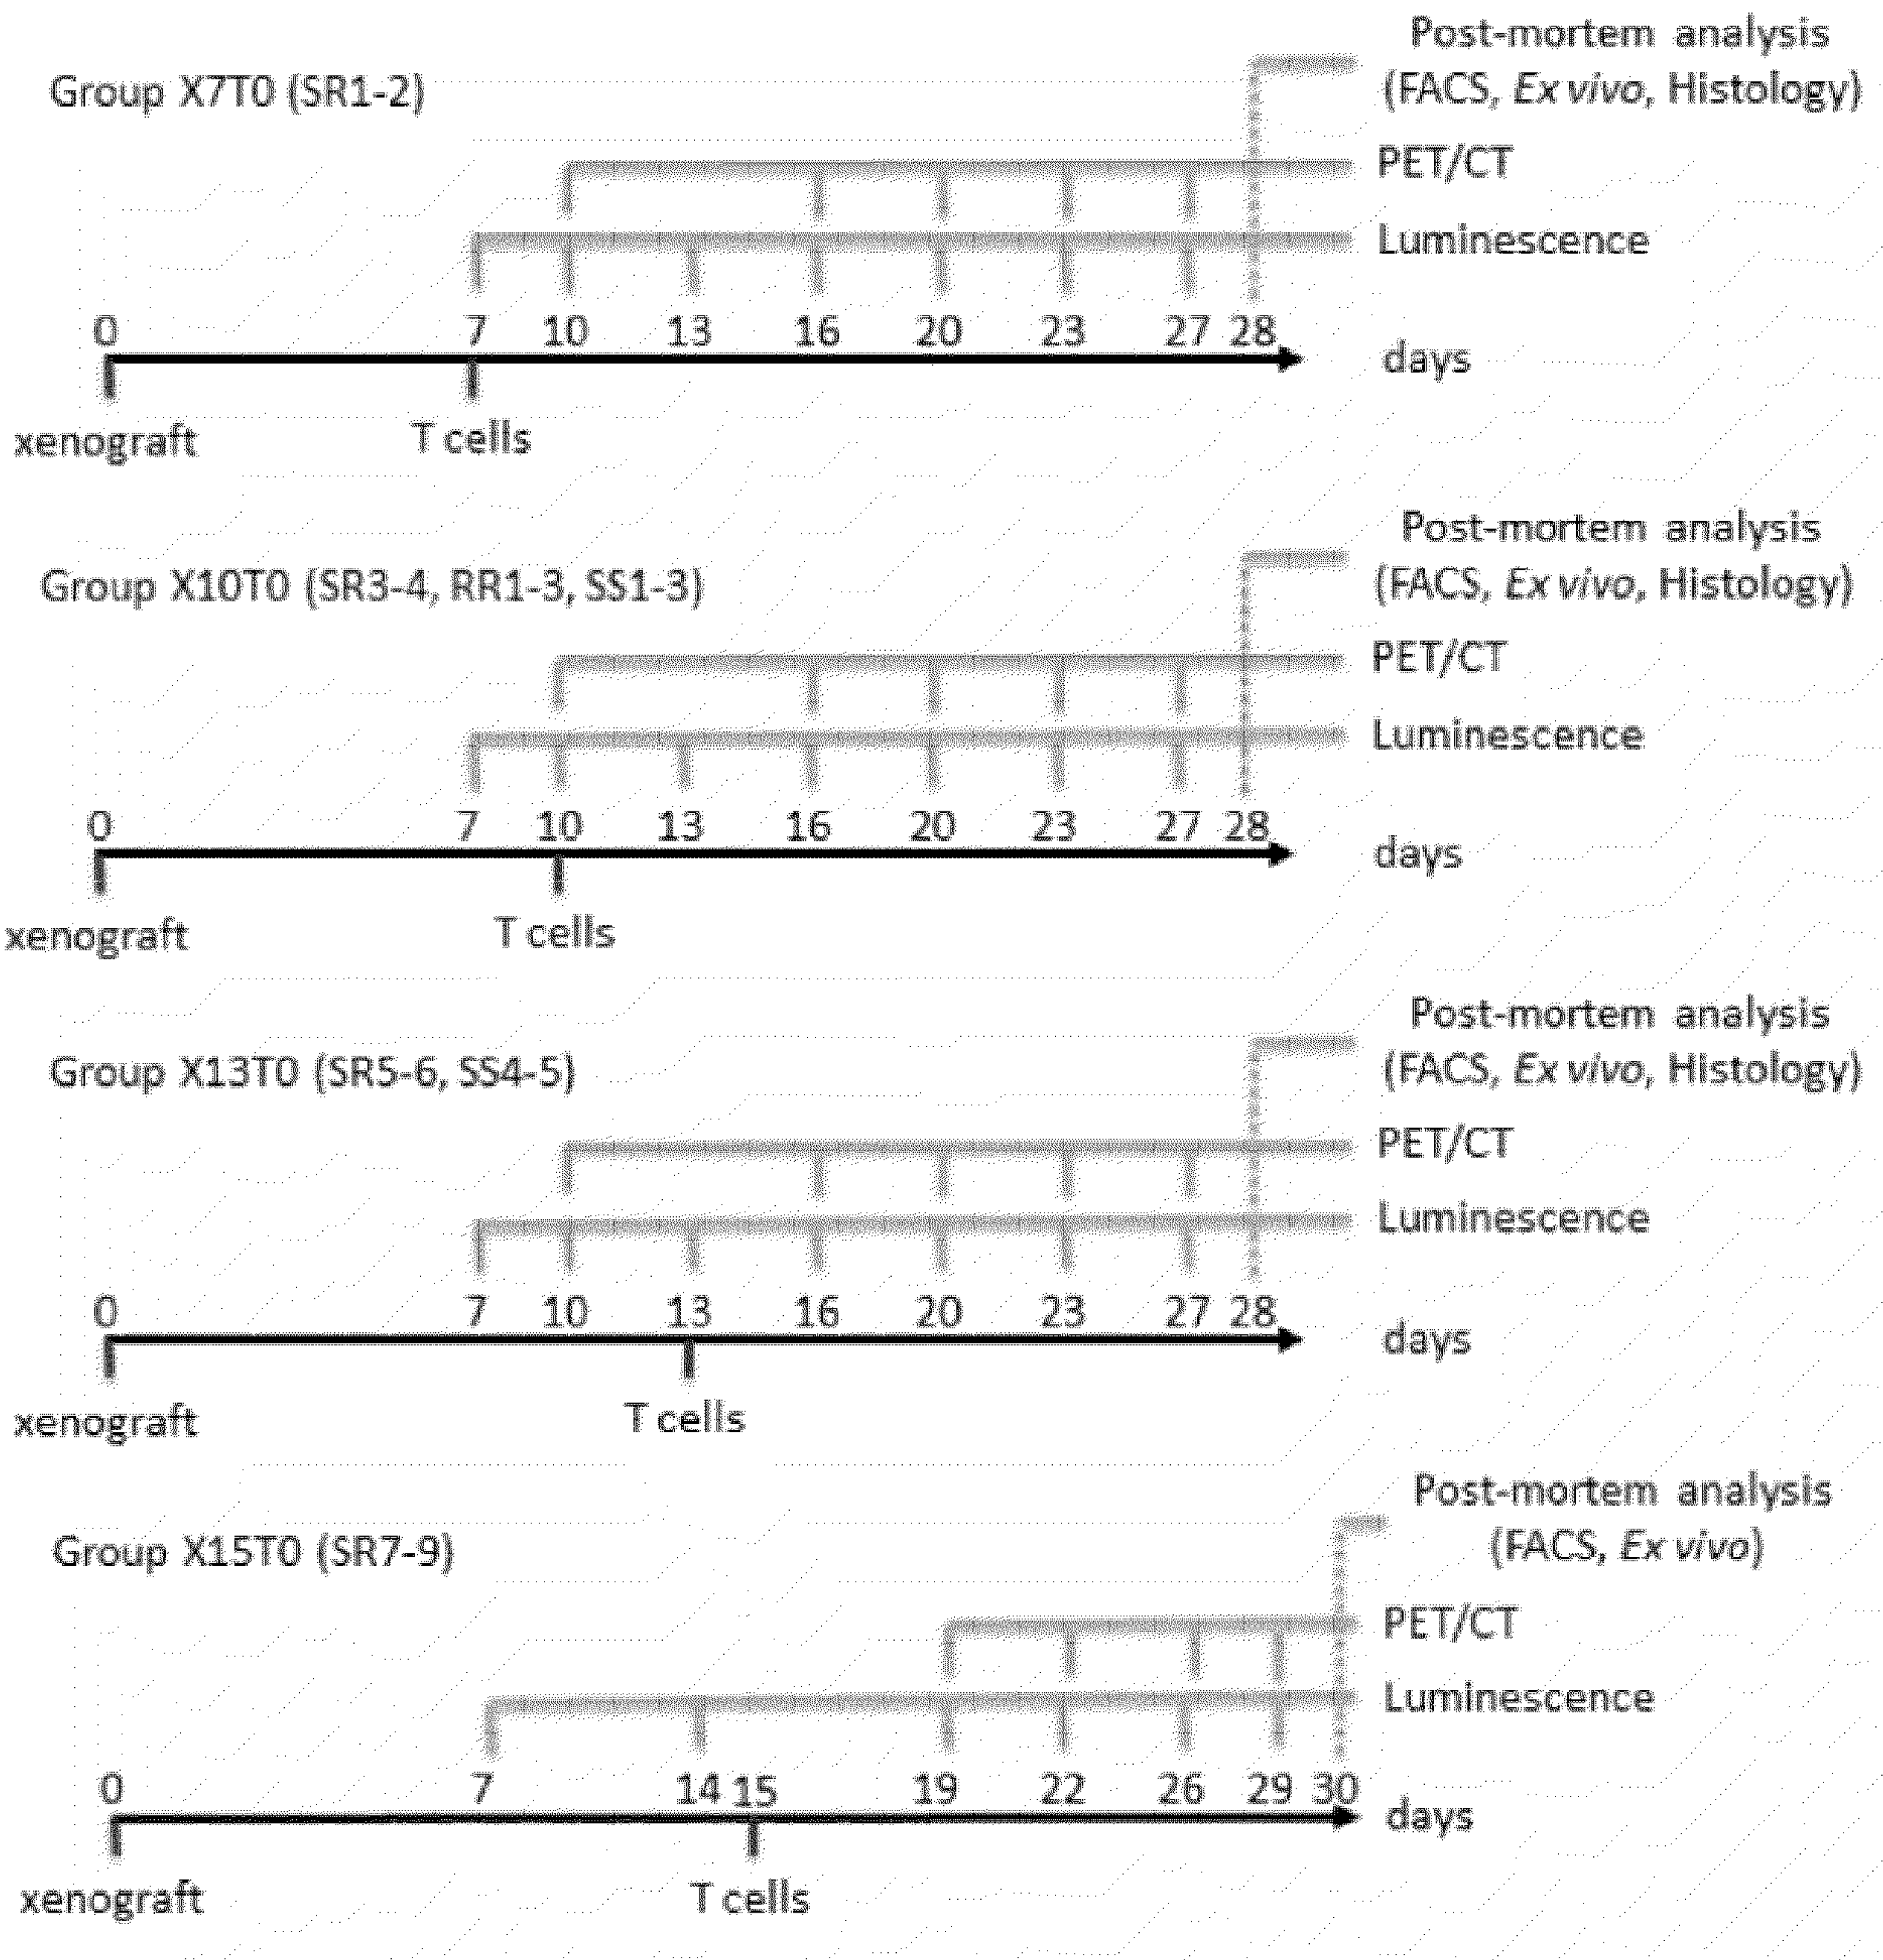 Post-mortem analysis
Group X7T0 (SR1-2)
(FACS, Ex vivo, Histology)
PET/CT
Luminescence
0 7 10 13 16 20 23 27 28
days
xenograft T cells
Post-mortem analysis
Group X10T0 (SR3-4, RR1-3, SS1-3)
(FACS, Ex vivo, Histology)
PET/CT
Luminescence
0 7 10 13 16 20 23 27 28
days
xenograft T cells
Post-mortem analysis
Group X13T0 (SR5-6, SS4-5)
(FACS, Ex vivo, Histology)
PET/CT
Luminescence
0 7 10 13 16 20 23 27 28
days
xenograft T cells
Post-mortem analysis
Group X15T0 (SR7-9)
(FACS, Ex vivo)
PET/CT
Luminescence
0 7 14 15 19 22 26 29 30
days
xenograft T cells